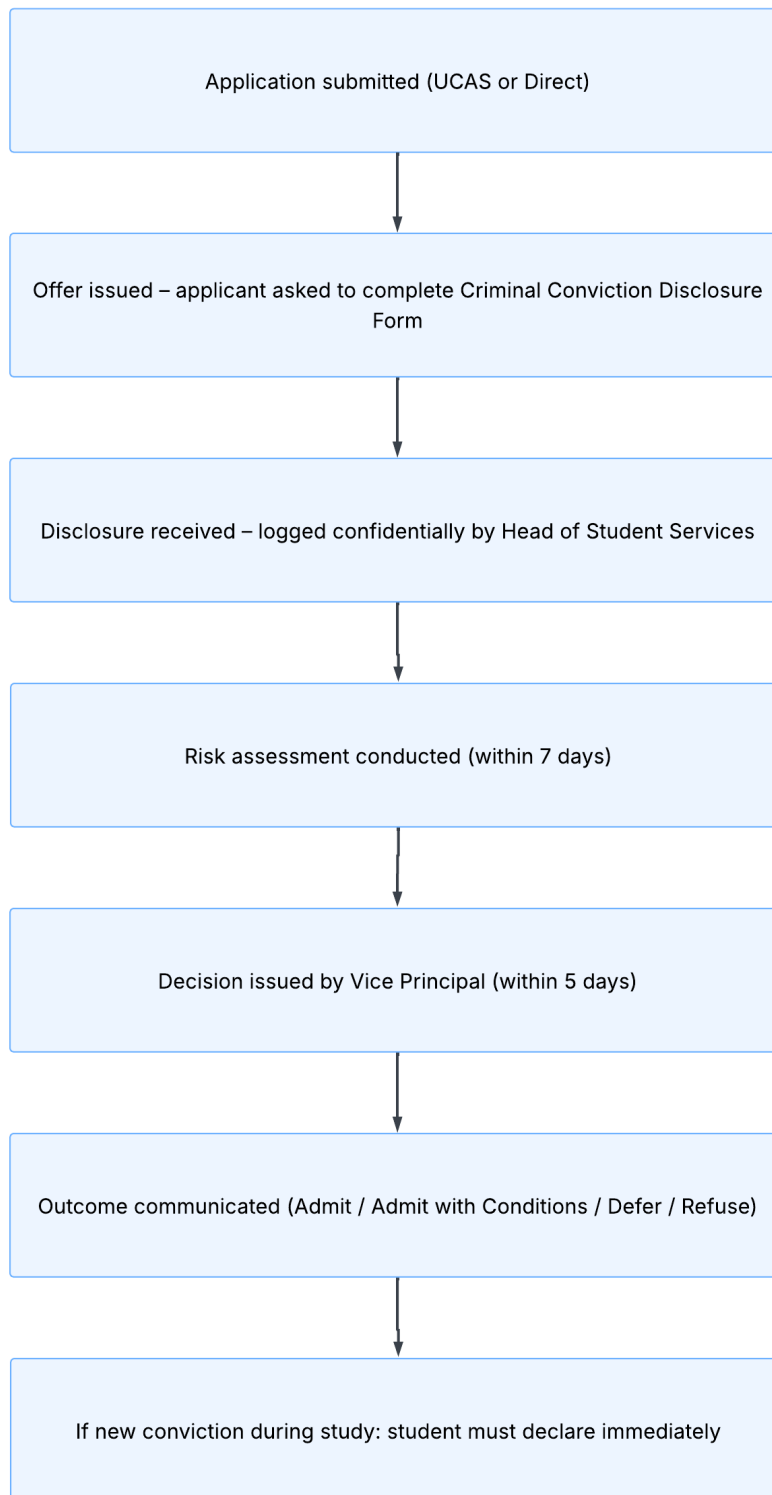 Application submitted (UCAS or Direct)
Offer issued – applicant asked to complete Criminal Conviction Disclosure
Form
Disclosure received – logged confidentially by Head of Student Services
Risk assessment conducted (within 7 days)
Decision issued by Vice Principal (within 5 days)
Outcome communicated (Admit / Admit with Conditions / Defer / Refuse)
If new conviction during study: student must declare immediately